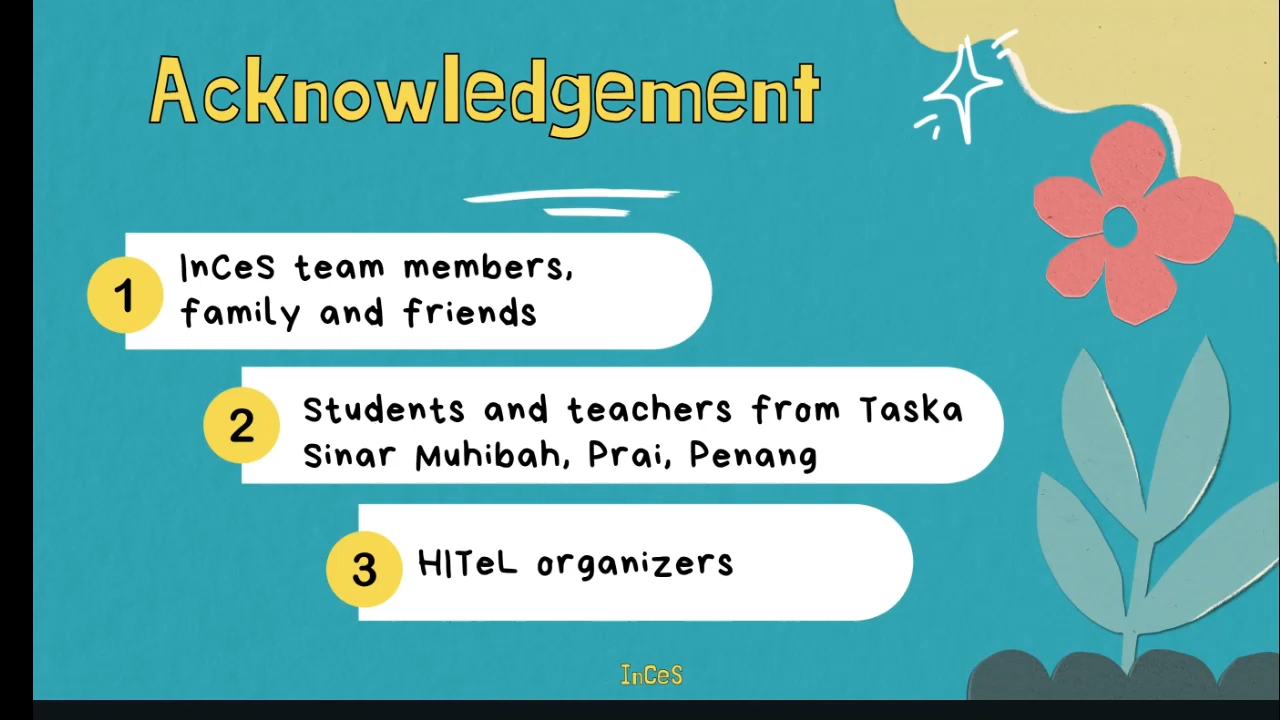 Acknowledgement
1
InCeS team members,
family and friends
2
Students and teachers from Taska
Sinar Muhibah, Prai, Penang
3
HITeL organizers
InCeS